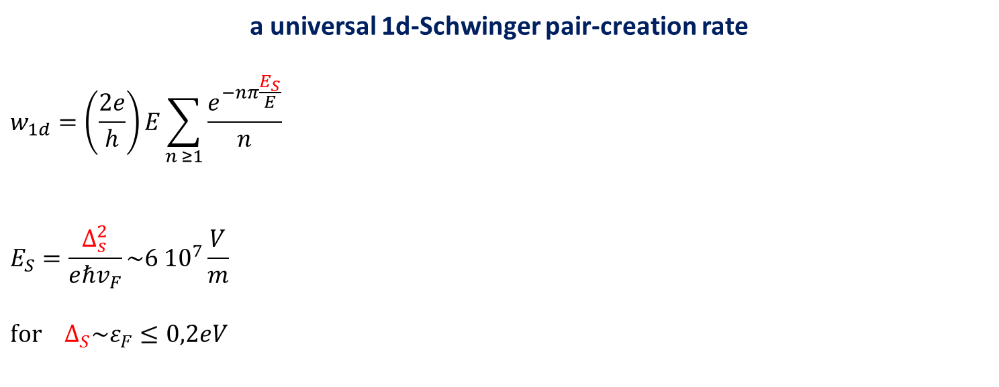 a universal 1d-Schwinger pair-creation rate
w_{1d} = (2e/h) E ∑_{n ≥1} e^{-nπ E_S/E} / n
E_S = Δ_s^2 / eħv_F ~6 10^7 V/m
for Δ_S~ε_F ≤ 0,2eV